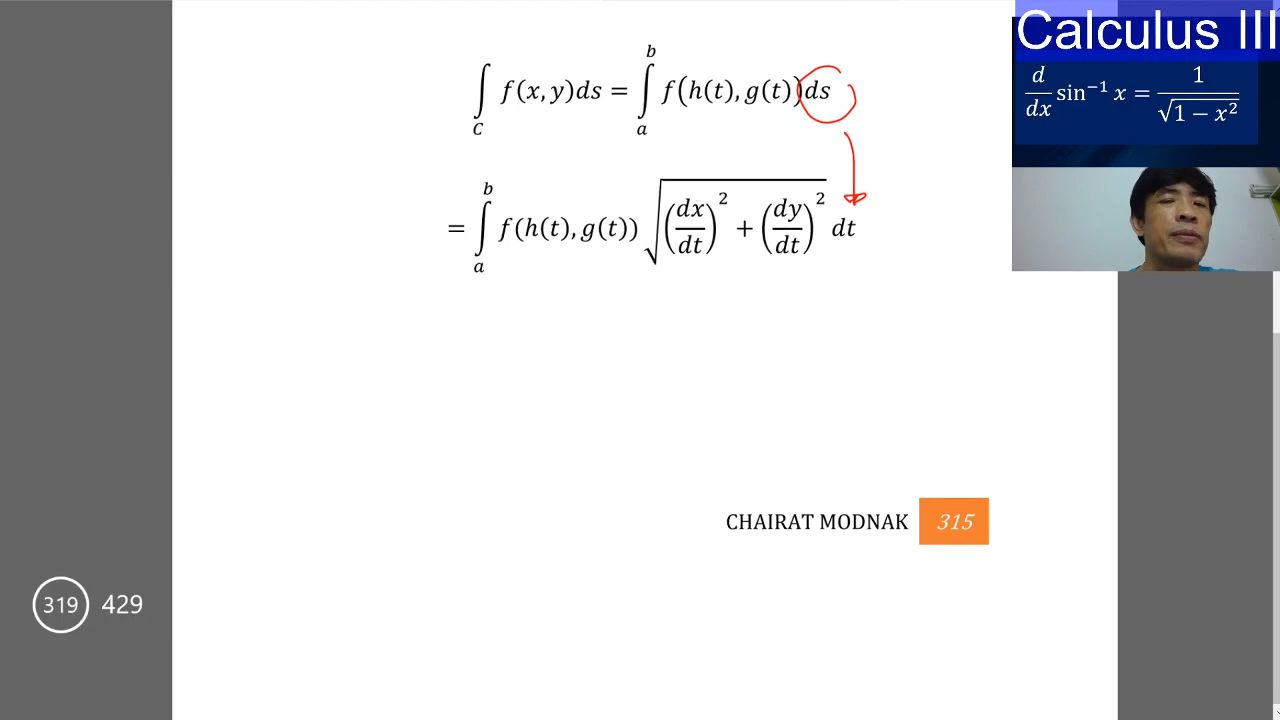 ∫_C f(x, y)ds = ∫_a^b f(h(t), g(t))ds
= ∫_a^b f(h(t), g(t)) √((dx/dt)² + (dy/dt)²) dt
CHAIRAT MODNAK 315
319 429
Calculus III
d/dx sin⁻¹ x = 1/√(1 − x²)